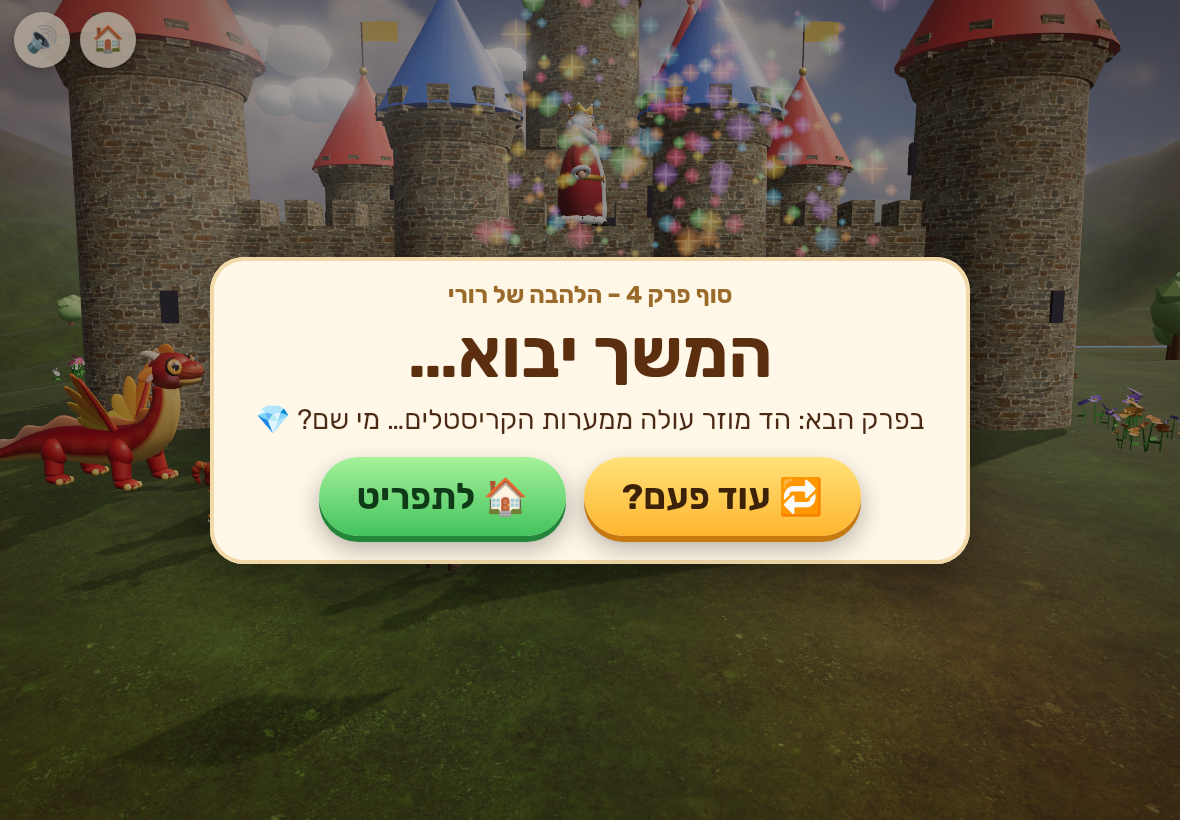 סוף פרק 4 – הלהבה של רורי
המשך יבוא...
בפרק הבא: הד מוזר עולה ממערות הקריסטלים... מי שם? 💎
🔁 עוד פעם?
🏠 לתפריט